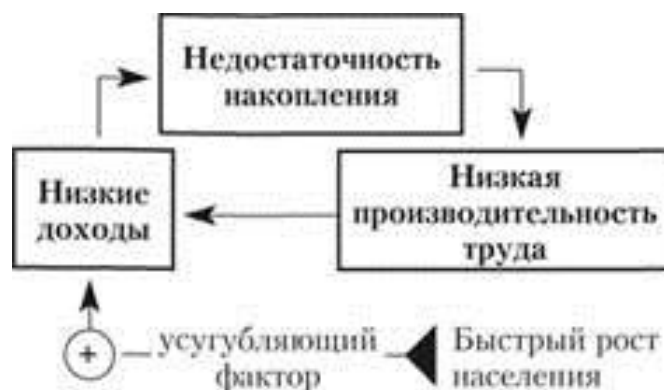 Недостаточность
накопления
Низкие
доходы
Низкая
производительность
труда
+
усугубляющий
фактор
Быстрый рост
населения